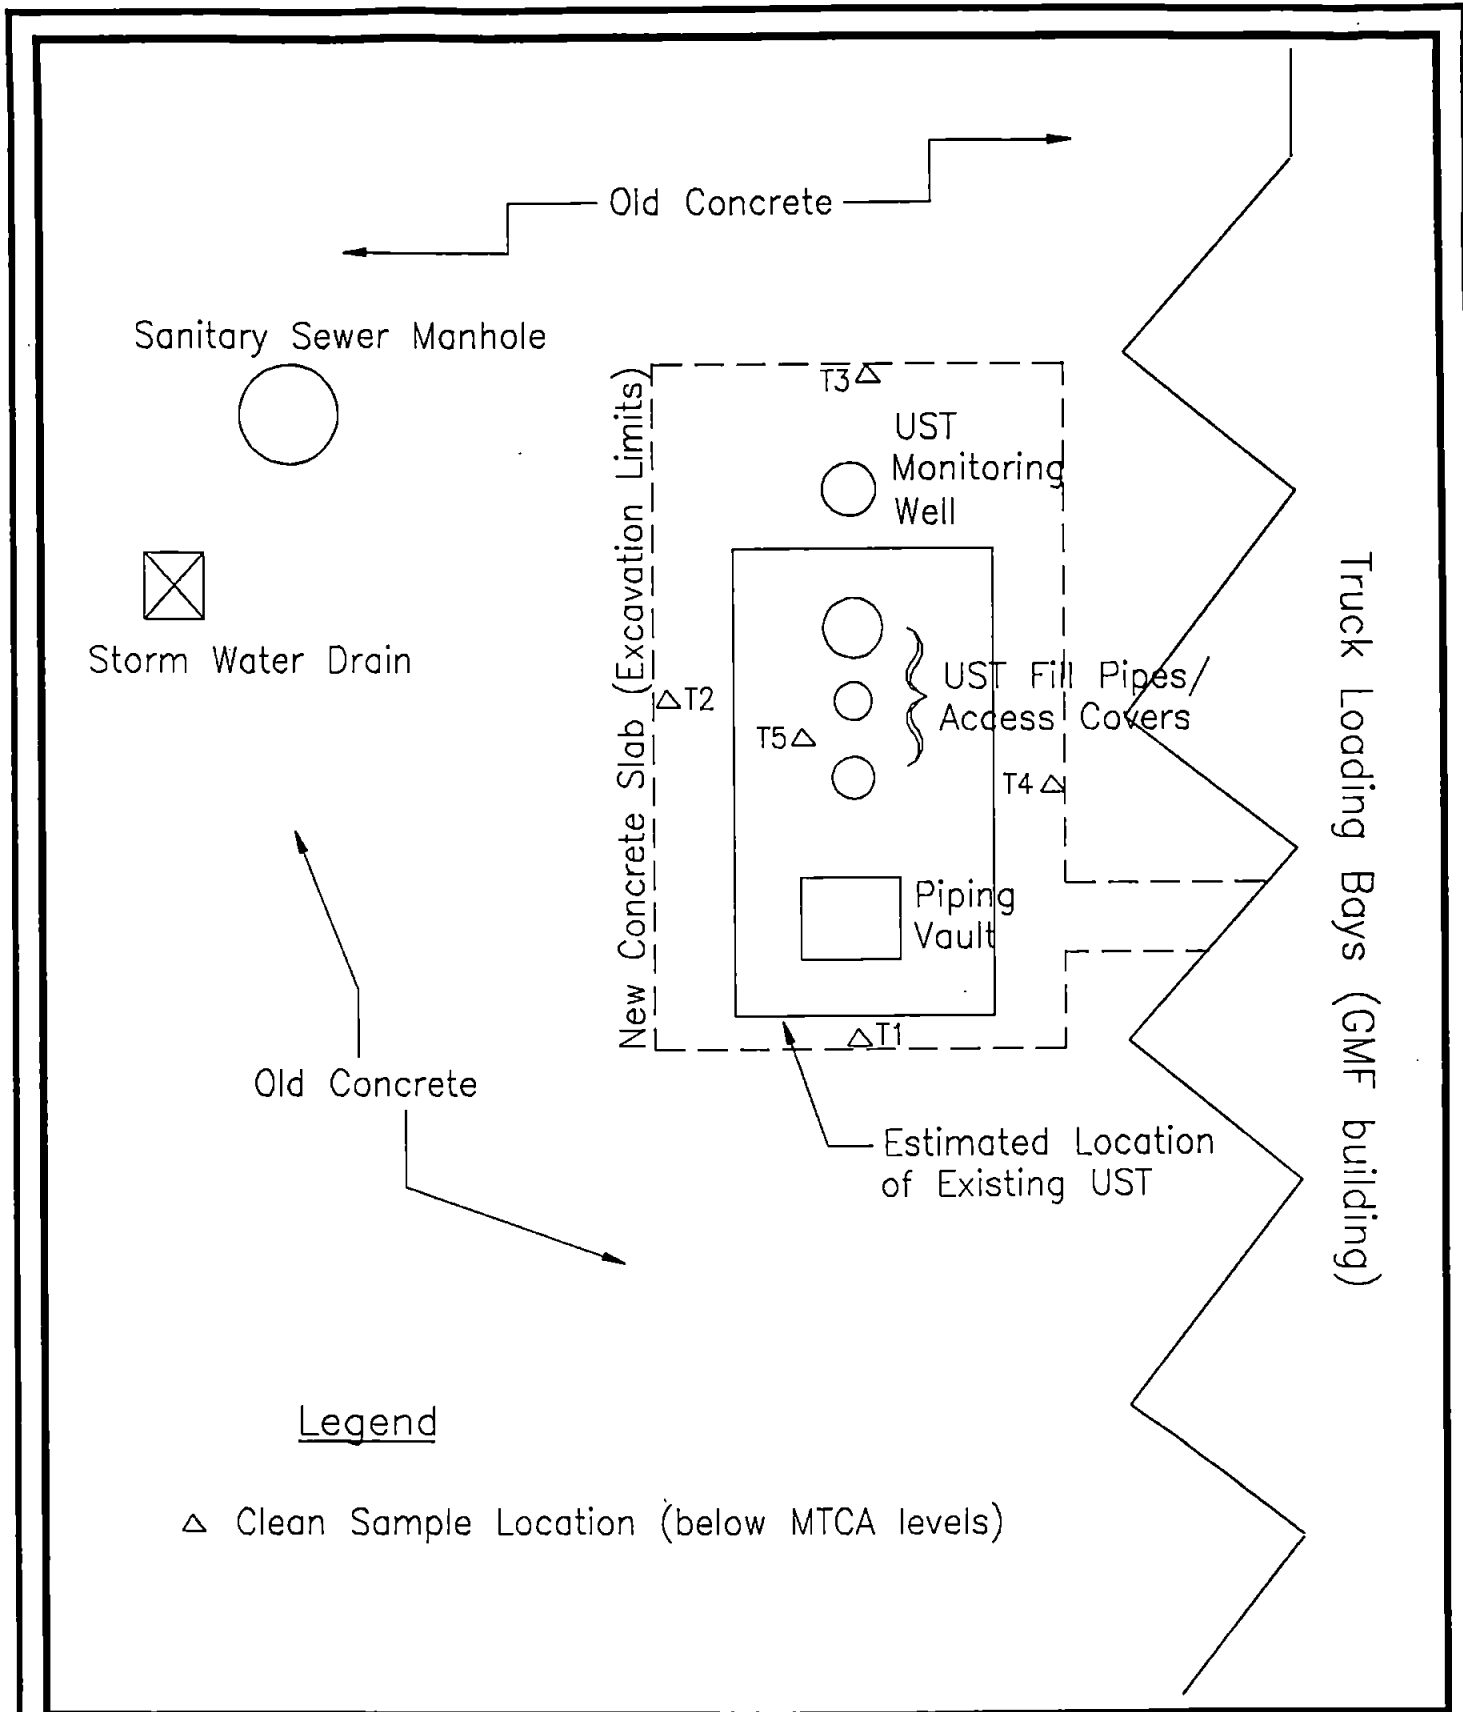 Old Concrete
Sanitary Sewer Manhole
T3
New Concrete Slab (Excavation Limits)
UST
Monitoring
Well
Storm Water Drain
T2
T5
UST Fill Pipes/
Access Covers
T4
Truck Loading Bays (GMF building)
Piping
Vault
T1
Old Concrete
Estimated Location
of Existing UST
Legend
Clean Sample Location (below MTCA levels)